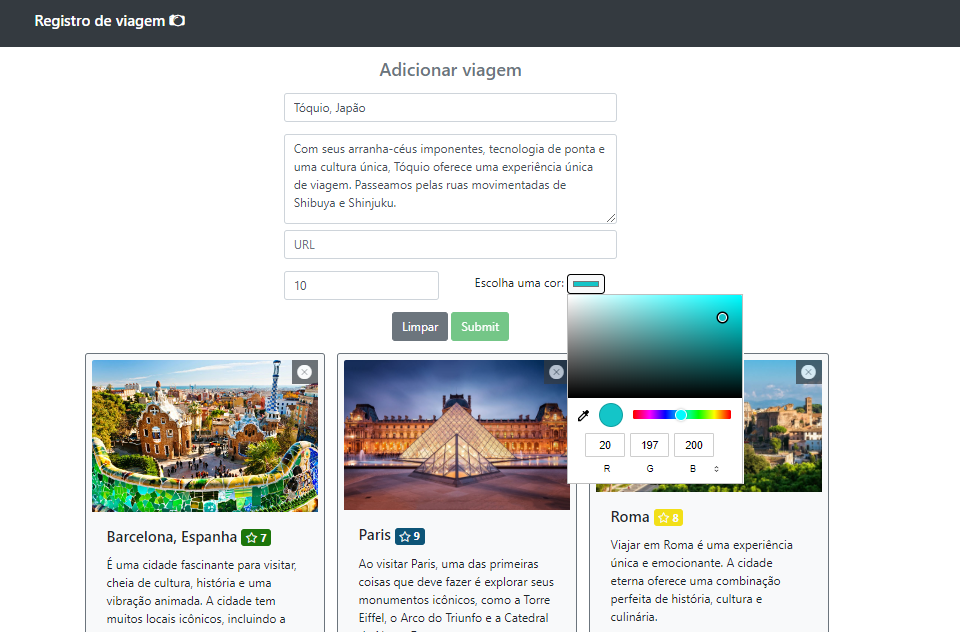 Registro de viagem
Adicionar viagem
Tóquio, Japão
Com seus arranha-céus imponentes, tecnologia de ponta e
uma cultura única, Tóquio oferece uma experiência única
de viagem. Passeamos pelas ruas movimentadas de
Shibuya e Shinjuku.
URL
10
Escolha uma cor:
Limpar
Submit
20
197
200
R
G
B
Barcelona, Espanha 7
É uma cidade fascinante para visitar,
cheia de cultura, história e uma
vibração animada. A cidade tem
muitos locais icônicos, incluindo a
Paris 9
Ao visitar Paris, uma das primeiras
coisas que deve fazer é explorar seus
monumentos icônicos, como a Torre
Eiffel, o Arco do Triunfo e a Catedral
Roma 8
Viajar em Roma é uma experiência
única e emocionante. A cidade
eterna oferece uma combinação
perfeita de história, cultura e
culinária.